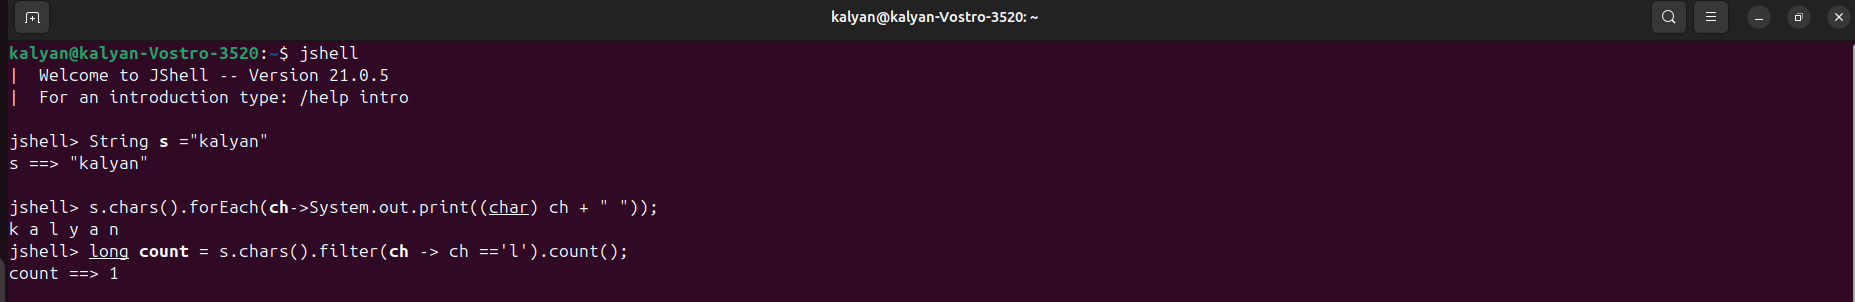 kalyan@kalyan-Vostro-3520: ~
kalyan@kalyan-Vostro-3520:~$ jshell
|  Welcome to JShell -- Version 21.0.5
|  For an introduction type: /help intro
jshell> String s ="kalyan"
s ==> "kalyan"
jshell> s.chars().forEach(ch->System.out.print((char) ch + " "));
k a l y a n
jshell> long count = s.chars().filter(ch -> ch =='l').count();
count ==> 1